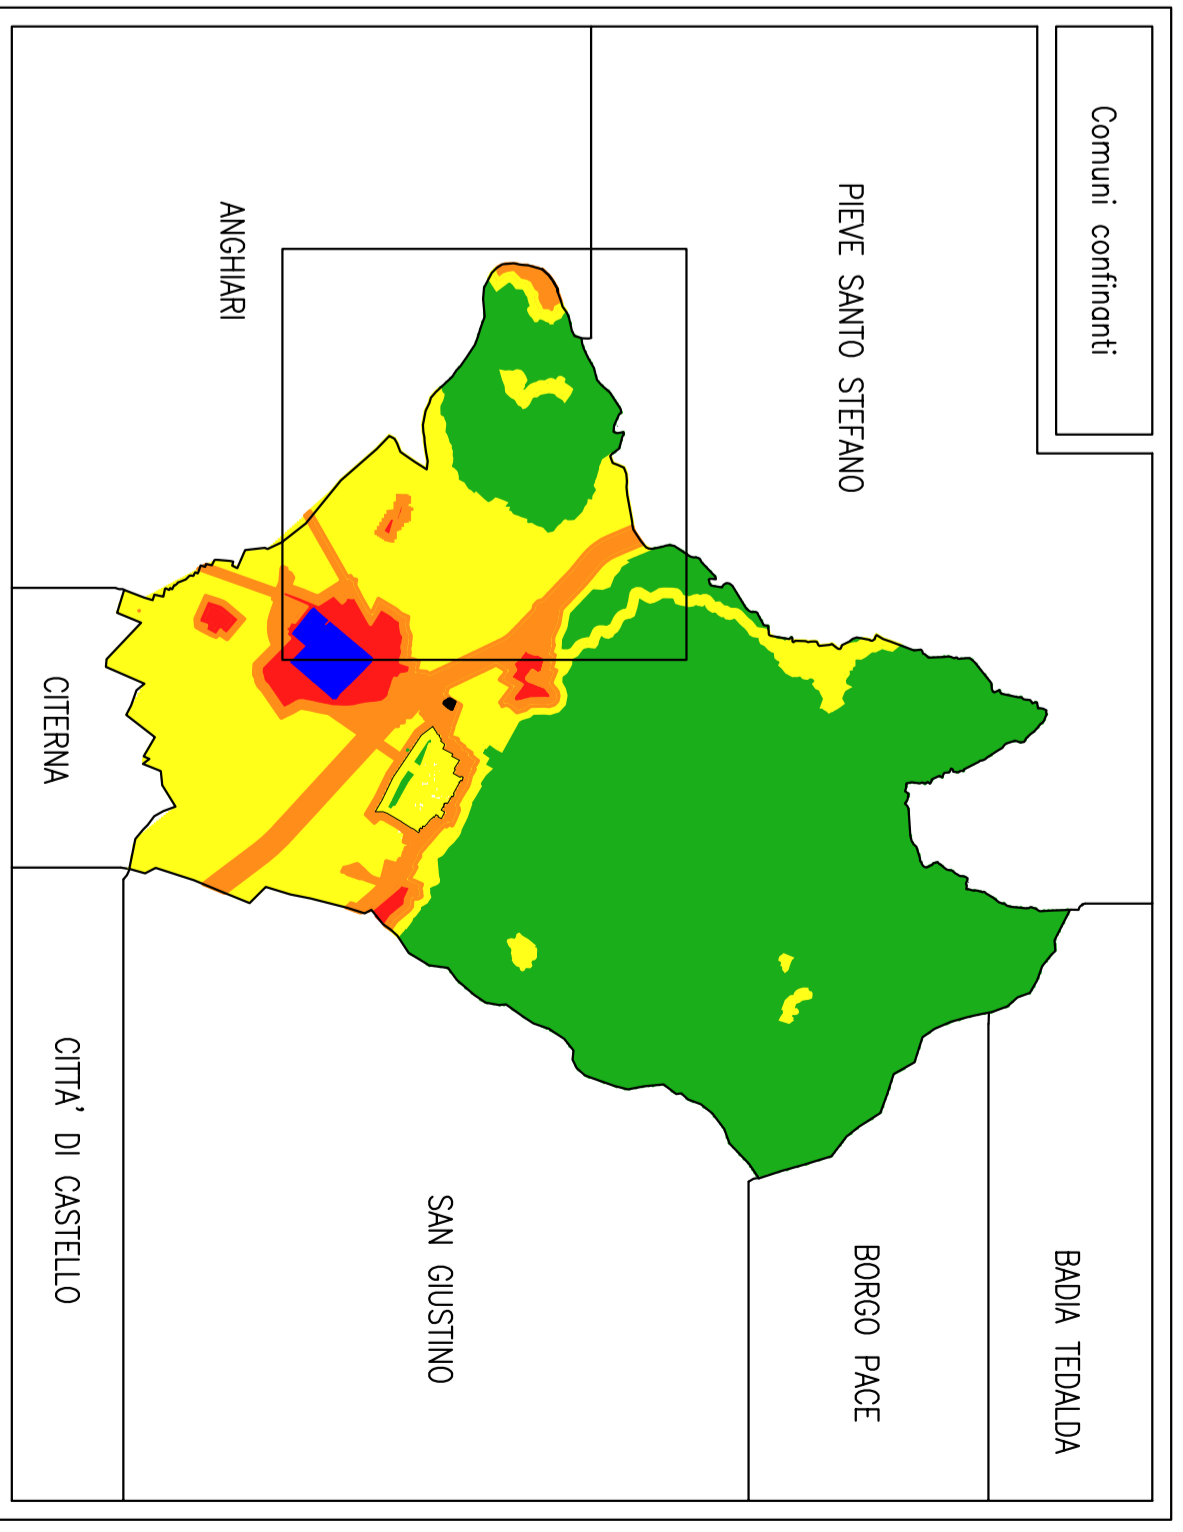 Comuni confinanti
PIEVE SANTO STEFANO
BADIA TEDALDA
BORGO PACE
ANGHIARI
SAN GIUSTINO
CITERNA
CITTA' DI CASTELLO